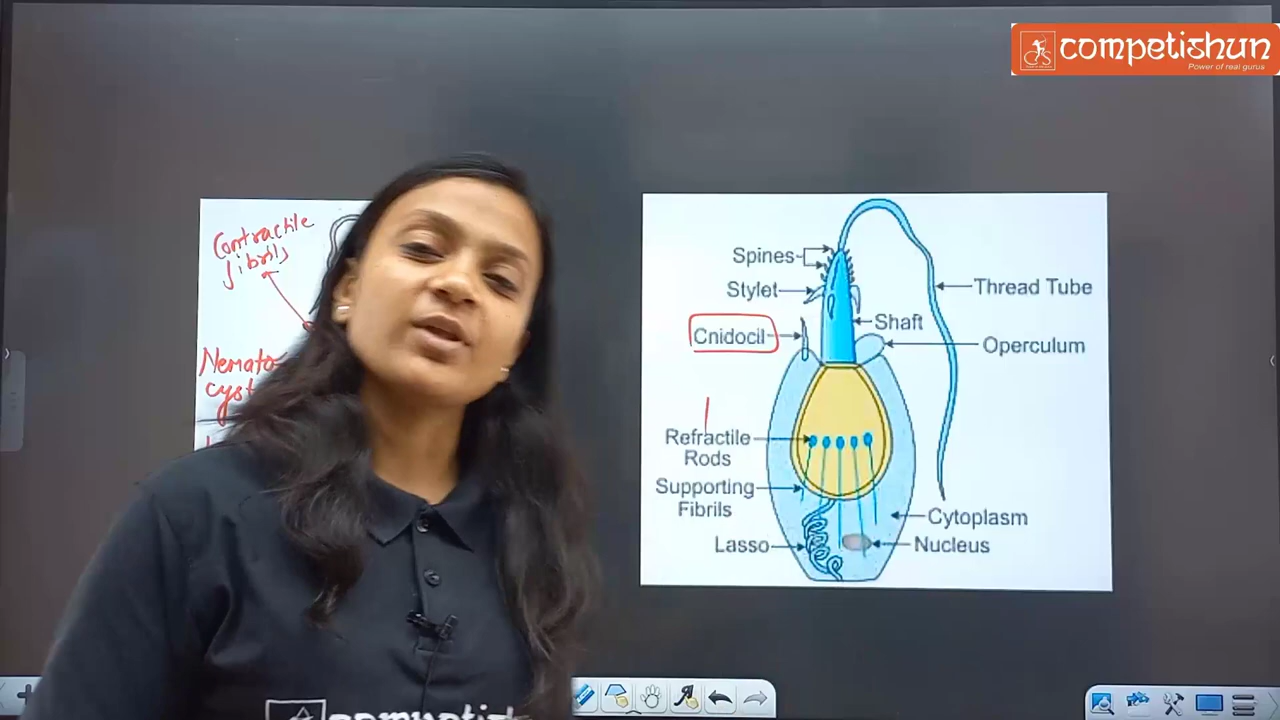 COMPETISHUN
Power of real gurus
Contractile
fibrils
Nemato
cyst
Spines
Stylet
Cnidocil
Refractile
Rods
Supporting
Fibrils
Lasso
Thread Tube
Shaft
Operculum
Cytoplasm
Nucleus